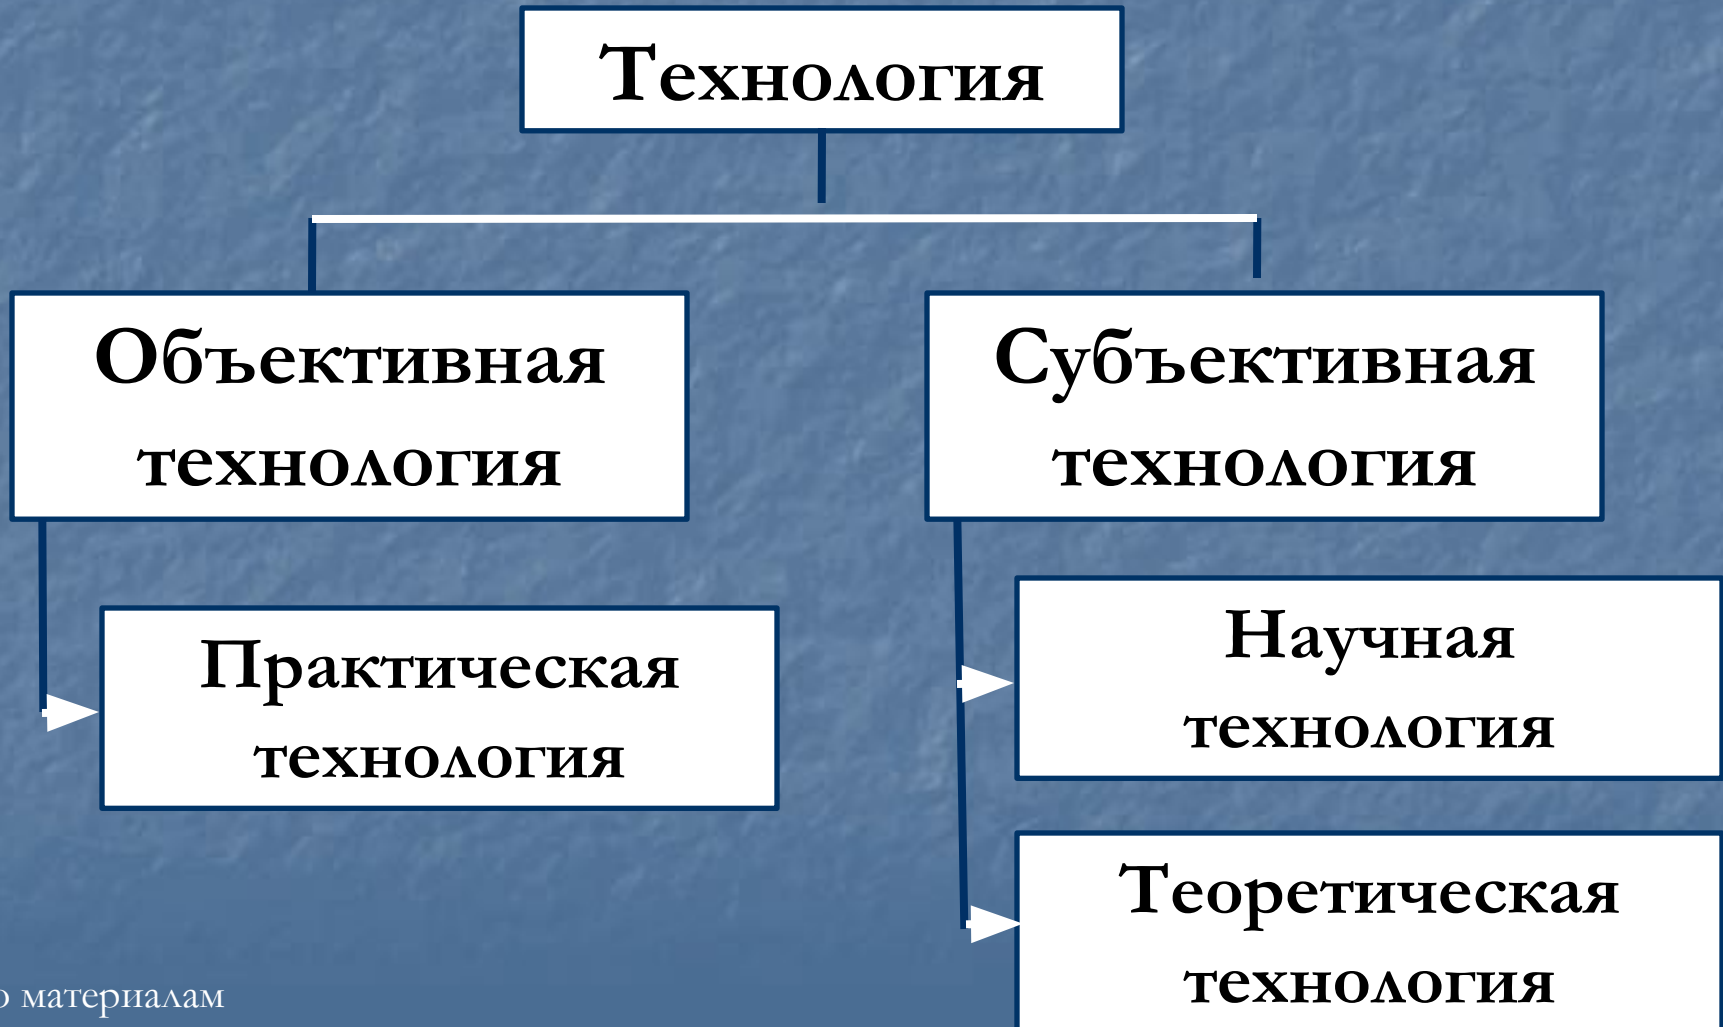 Технология
Объективная
технология
Субъективная
технология
Практическая
технология
Научная
технология
Теоретическая
технология
материалам